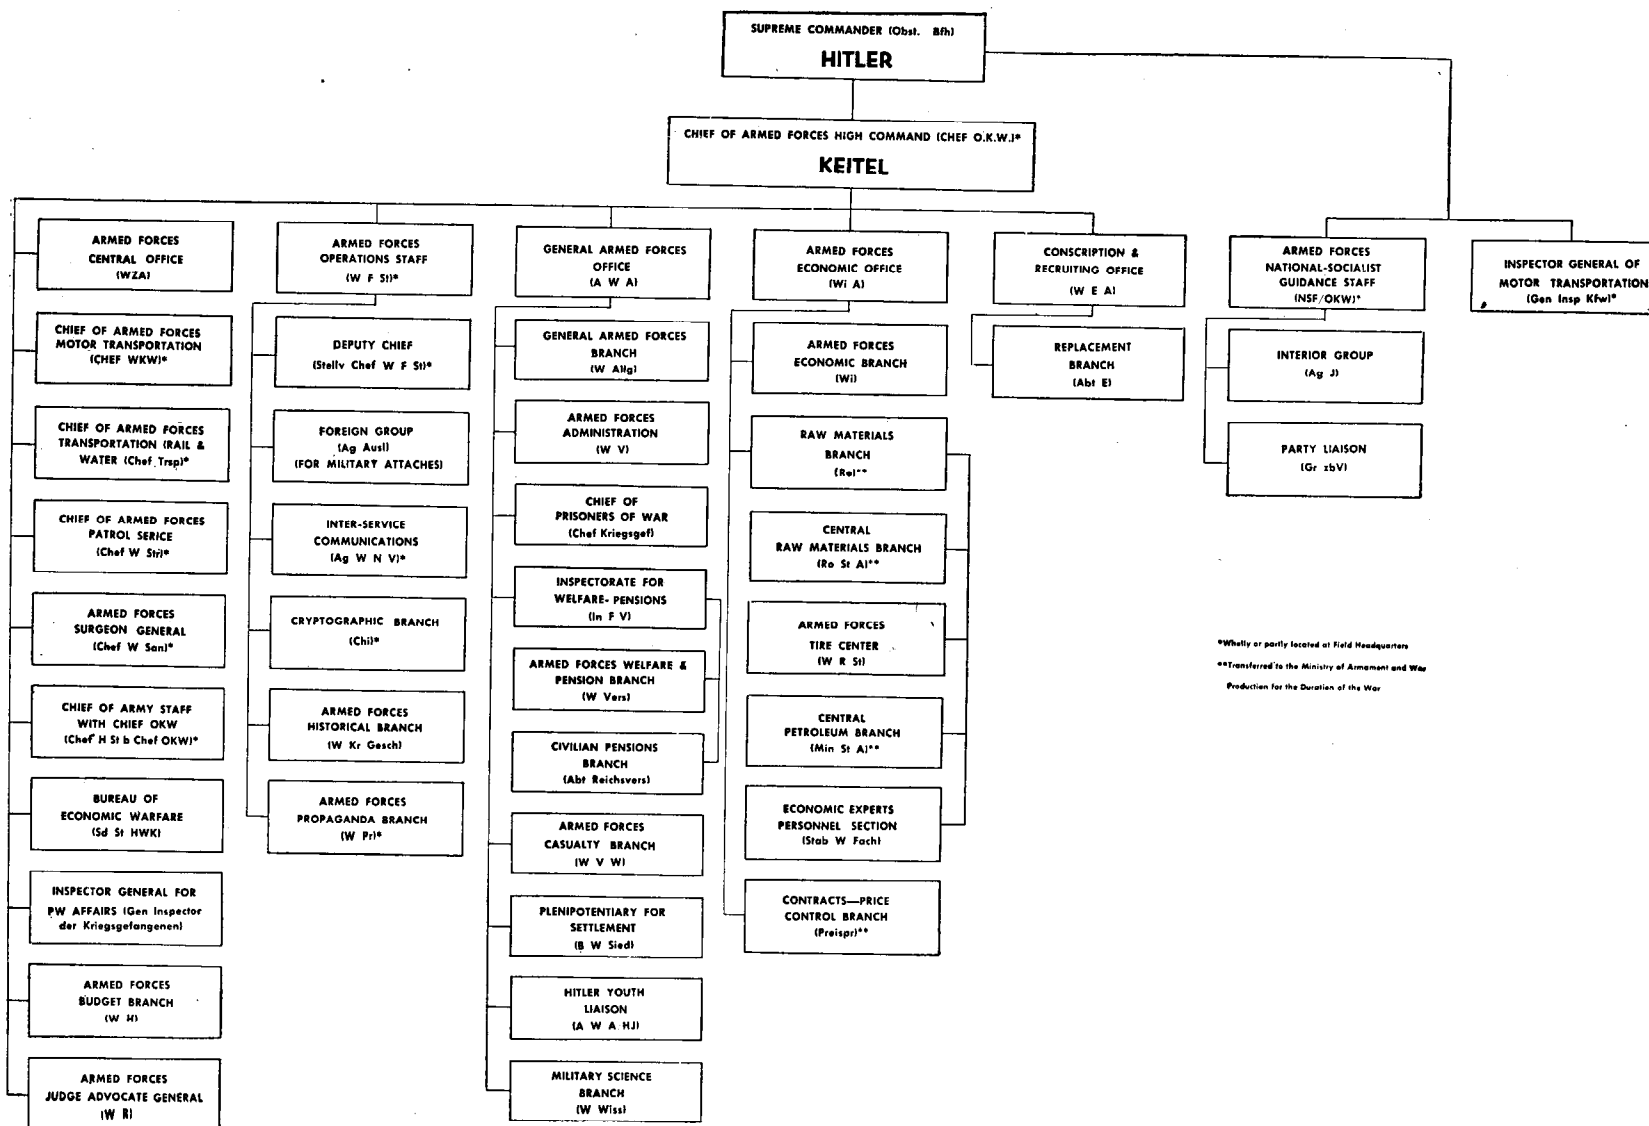 SUPREME COMMANDER (Obst. Bfh)
HITLER
CHIEF OF ARMED FORCES HIGH COMMAND (CHEF O.K.W.)*
KEITEL
ARMED FORCES
CENTRAL OFFICE
(WZA)
CHIEF OF ARMED FORCES
MOTOR TRANSPORTATION
(CHEF WKW)*
CHIEF OF ARMED FORCES
TRANSPORTATION (RAIL &
WATER (Chef Trsp)*
CHIEF OF ARMED FORCES
PATROL SERICE
(Chef W Str)*
ARMED FORCES
SURGEON GENERAL
(Chef W San)*
CHIEF OF ARMY STAFF
WITH CHIEF OKW
(Chef H St b Chef OKW)*
BUREAU OF
ECONOMIC WARFARE
(Sd St HWK)
INSPECTOR GENERAL FOR
PW AFFAIRS (Gen Inspector
der Kriegsgefangenen)
ARMED FORCES
BUDGET BRANCH
(W H)
ARMED FORCES
JUDGE ADVOCATE GENERAL
(W R)
ARMED FORCES
OPERATIONS STAFF
(W F St)*
DEPUTY CHIEF
(Stellv Chef W F St)*
FOREIGN GROUP
(Ag Ausl)
(FOR MILITARY ATTACHES)
INTER-SERVICE
COMMUNICATIONS
(Ag W N V)*
CRYPTOGRAPHIC BRANCH
(Chi)*
ARMED FORCES
HISTORICAL BRANCH
(W Kr Gesch)
ARMED FORCES
PROPAGANDA BRANCH
(W Pr)*
GENERAL ARMED FORCES
OFFICE
(A W A)
GENERAL ARMED FORCES
BRANCH
(W Allg)
ARMED FORCES
ADMINISTRATION
(W V)
CHIEF OF
PRISONERS OF WAR
(Chef Kriegsgef)
INSPECTORATE FOR
WELFARE- PENSIONS
(In F V)
ARMED FORCES WELFARE &
PENSION BRANCH
(W Vers)
CIVILIAN PENSIONS
BRANCH
(Abt Reichsvers)
ARMED FORCES
CASUALTY BRANCH
(W V W)
PLENIPOTENTIARY FOR
SETTLEMENT
(B W Sied)
HITLER YOUTH
LIAISON
(A W A HJ)
MILITARY SCIENCE
BRANCH
(W Wiss)
ARMED FORCES
ECONOMIC OFFICE
(Wi A)
ARMED FORCES
ECONOMIC BRANCH
(Wi)
RAW MATERIALS
BRANCH
(Ro)**
CENTRAL
RAW MATERIALS BRANCH
(Ro St A)**
ARMED FORCES
TIRE CENTER
(W R St)
CENTRAL
PETROLEUM BRANCH
(Min St A)**
ECONOMIC EXPERTS
PERSONNEL SECTION
(Stab W Fach)
CONTRACTS—PRICE
CONTROL BRANCH
(Preispr)**
CONSCRIPTION &
RECRUITING OFFICE
(W E A)
REPLACEMENT
BRANCH
(Abt E)
ARMED FORCES
NATIONAL-SOCIALIST
GUIDANCE STAFF
(NSF/OKW)*
INTERIOR GROUP
(Ag J)
PARTY LIAISON
(Gr zbV)
INSPECTOR GENERAL OF
MOTOR TRANSPORTATION
(Gen Insp Kfw)*
*Wholly or partly located at Field Headquarters
**Transferred to the Ministry of Armament and War
Production for the Duration of the War